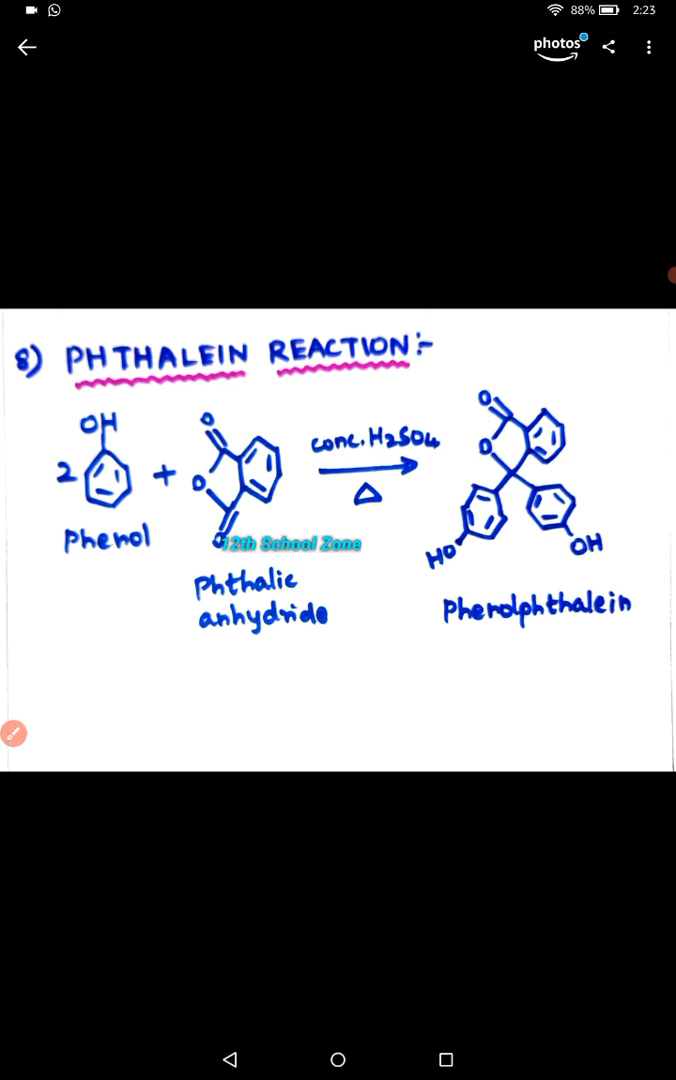 88% 2:23
photos
8) PHTHALEIN REACTION:-
OH
2
+
O
O
O
conc. H2SO4
Δ
O
O
HO
OH
Phenol
12th School Zone
Phthalic
anhydride
Phenolphthalein